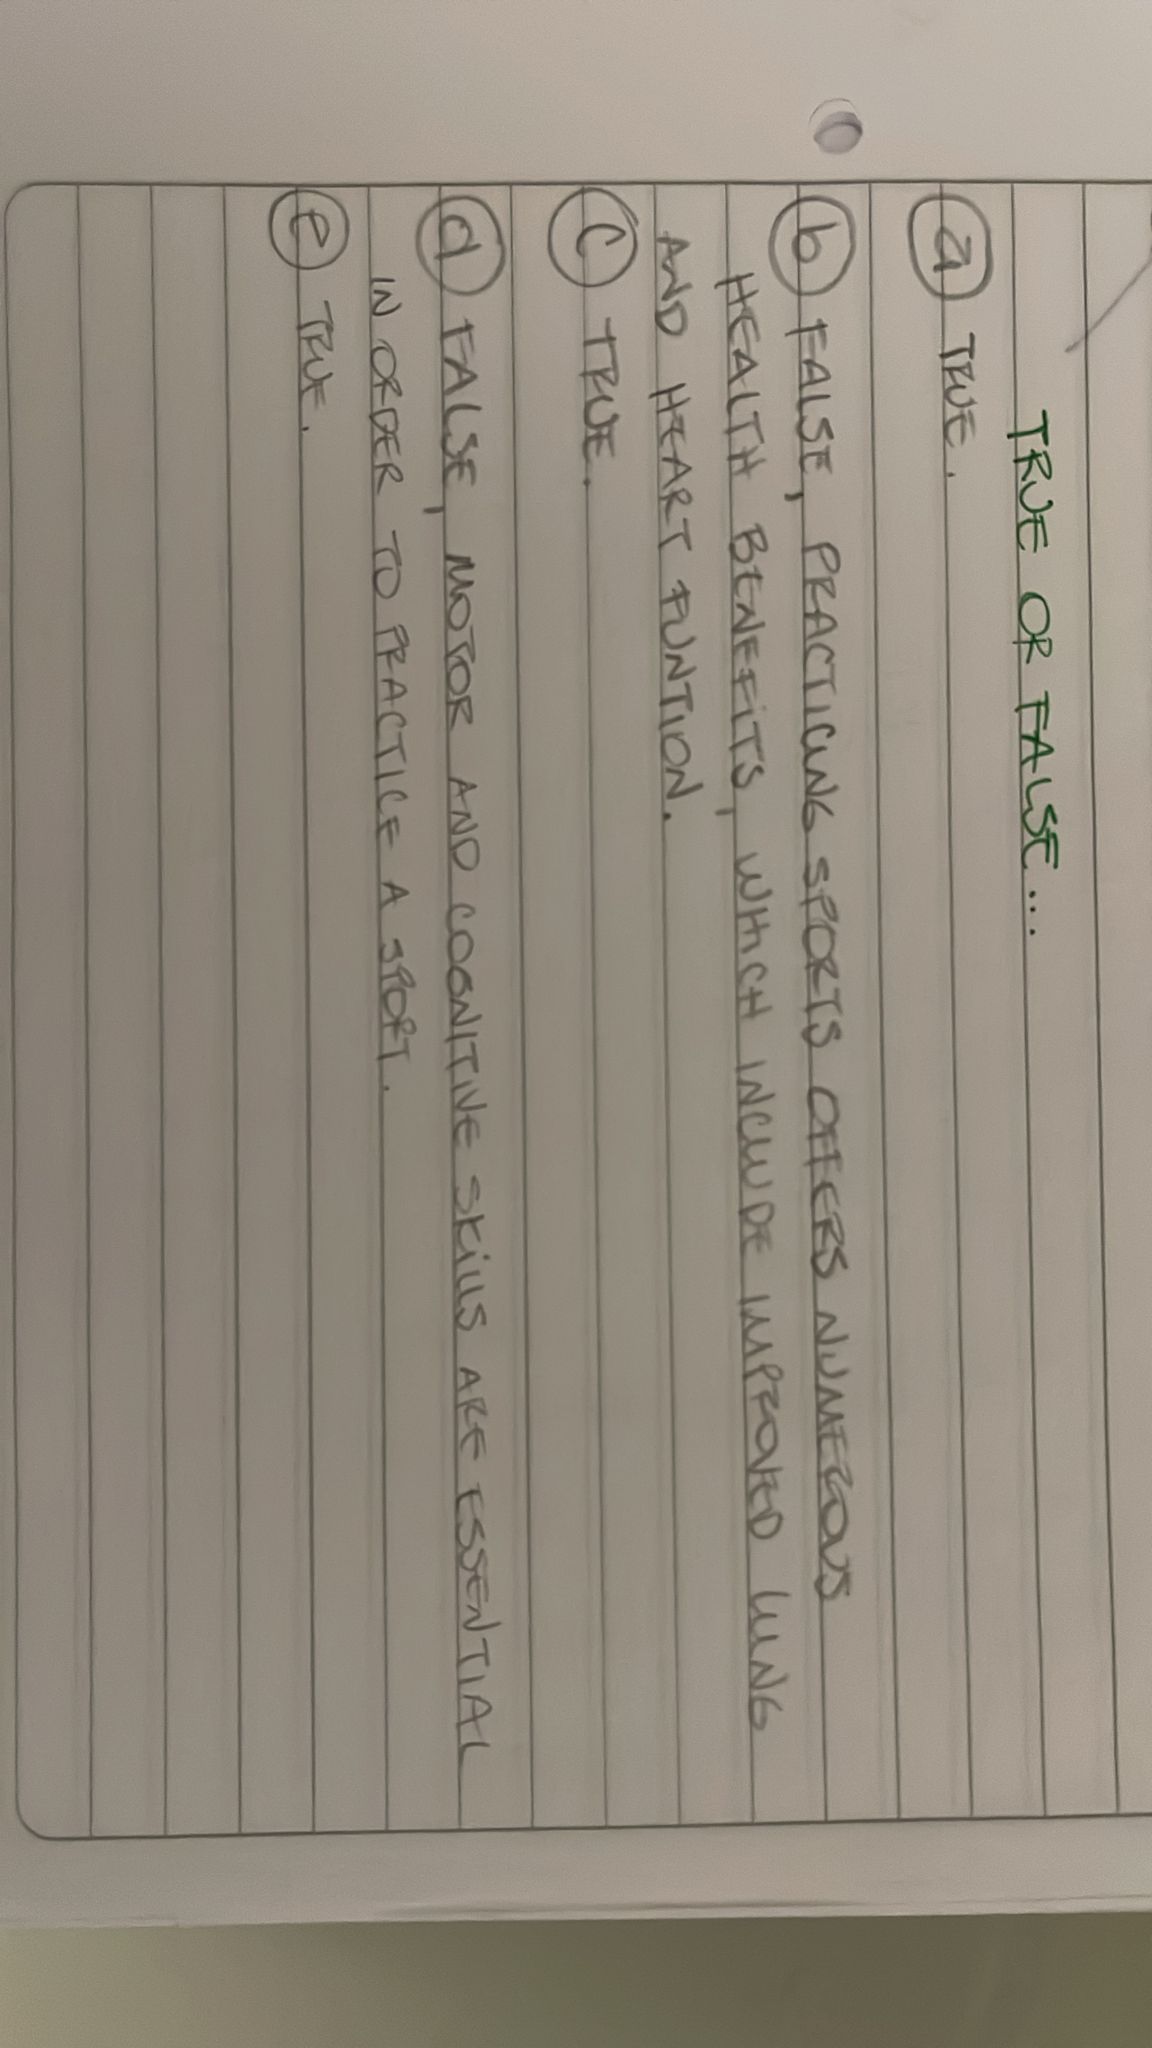 TRUE OR FALSE...
a TRUE.
b FALSE, PRACTICING SPORTS OFFERS NUMEROUS
HEALTH BENEFITS, WHICH INCLUDE IMPROVED LUNG
AND HEART FUNTION.
c TRUE.
d FALSE, MOTOR AND COGNITIVE SKILLS ARE ESSENTIAL
IN ORDER TO PRACTICE A SPORT.
e TRUE.